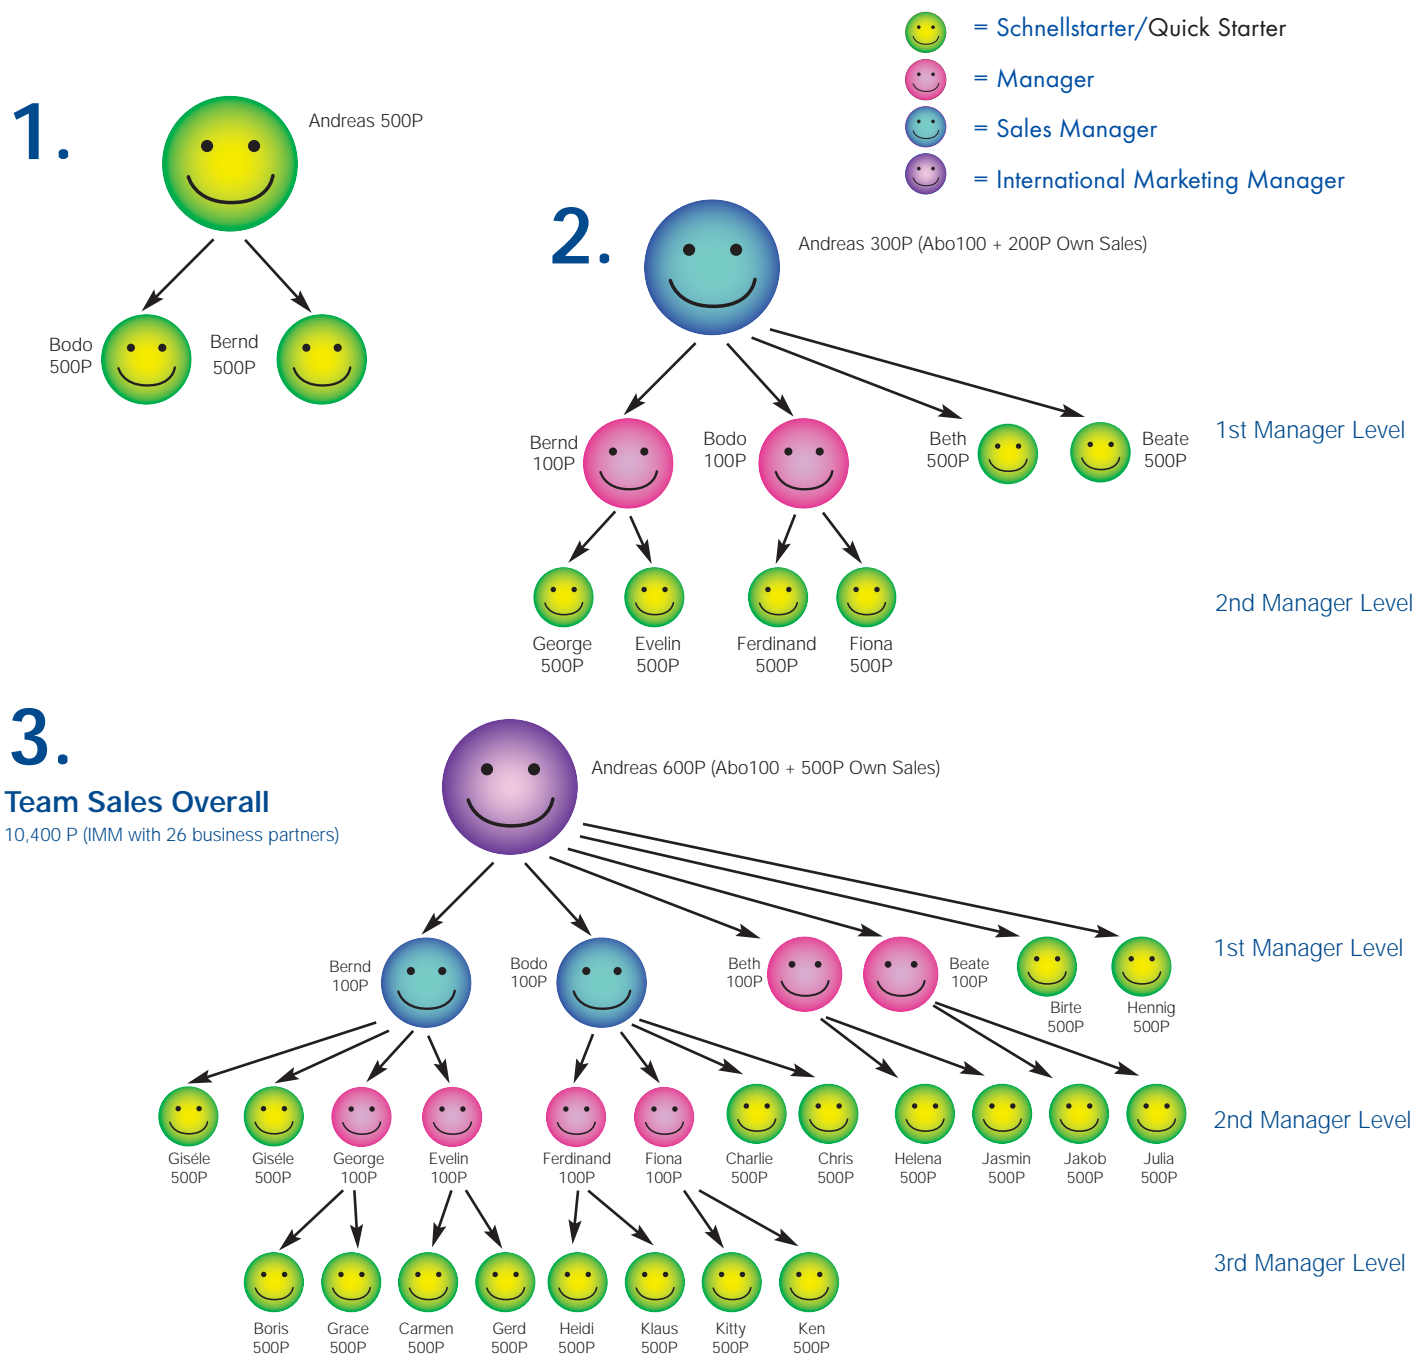 = Schnellstarter/Quick Starter
= Manager
= Sales Manager
= International Marketing Manager
1.
Andreas 500P
Bodo
500P
Bernd
500P
2.
Andreas 300P (Abo100 + 200P Own Sales)
Bernd
100P
Bodo
100P
Beth
500P
Beate
500P
1st Manager Level
George
500P
Evelin
500P
Ferdinand
500P
Fiona
500P
2nd Manager Level
3.
Team Sales Overall
10,400 P (IMM with 26 business partners)
Andreas 600P (Abo100 + 500P Own Sales)
Bernd
100P
Bodo
100P
Beth
100P
Beate
100P
Birte
500P
Hennig
500P
1st Manager Level
Giséle
500P
Giséle
500P
George
100P
Evelin
100P
Ferdinand
100P
Fiona
100P
Charlie
500P
Chris
500P
Helena
500P
Jasmin
500P
Jakob
500P
Julia
500P
2nd Manager Level
Boris
500P
Grace
500P
Carmen
500P
Gerd
500P
Heidi
500P
Klaus
500P
Kitty
500P
Ken
500P
3rd Manager Level